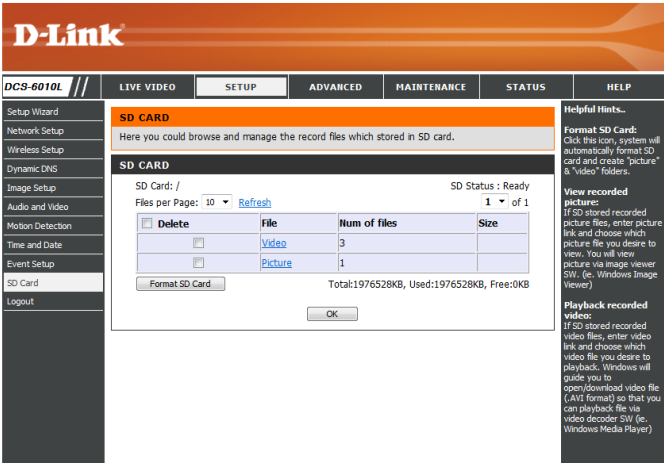 D-Link
DCS-6010L // LIVE VIDEO SETUP ADVANCED MAINTENANCE STATUS HELP
Setup Wizard
Network Setup
Wireless Setup
Dynamic DNS
Image Setup
Audio and Video
Motion Detection
Time and Date
Event Setup
SD Card
Logout
SD CARD
Here you could browse and manage the record files which stored in SD card.
SD CARD
SD Card: / SD Status : Ready
Files per Page: 10 Refresh 1 of 1
Delete File Num of files Size
Video 3
Picture 1
Format SD Card Total:1976528KB, Used:1976528KB, Free:0KB
OK
Helpful Hints..
Format SD Card:
Click this icon, system will
automatically format SD
card and create "picture"
& "video" folders.
View recorded
picture:
If SD stored recorded
picture files, enter picture
link and choose which
picture file you desire to
view. You will view
picture via image viewer
SW. (ie. Windows Image
Viewer)
Playback recorded
video:
If SD stored recorded
video files, enter video
link and choose which
video file you desire to
playback. Windows will
guide you to
open/download video file
(.AVI format) so that you
can playback file via
video decoder SW (ie.
Windows Media Player)